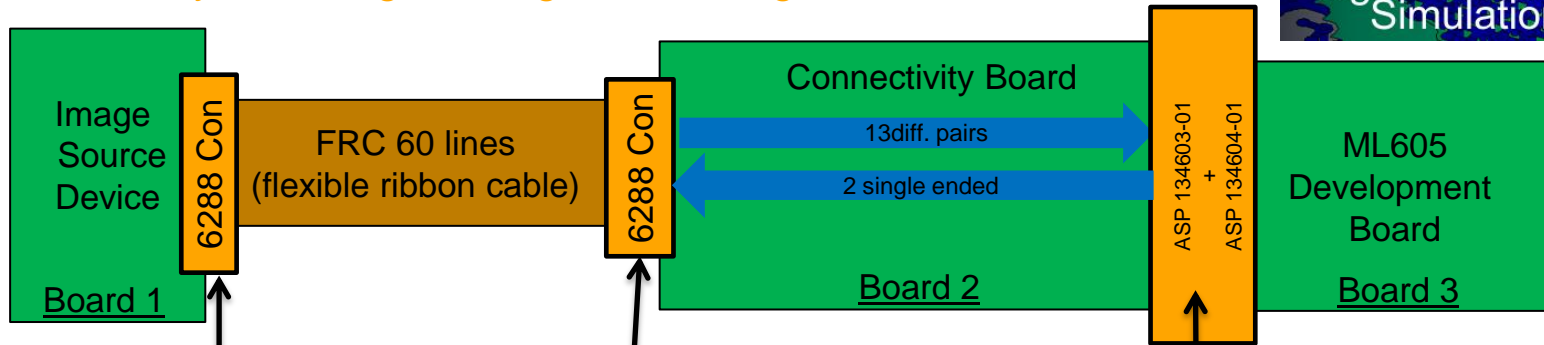 Simulatio
Image
Source
Device
Board 1
6288 Con
FRC 60 lines
(flexible ribbon cable)
6288 Con
Connectivity Board
13diff. pairs
2 single ended
Board 2
ASP 134603-01
+
ASP 134604-01
ML605
Development
Board
Board 3